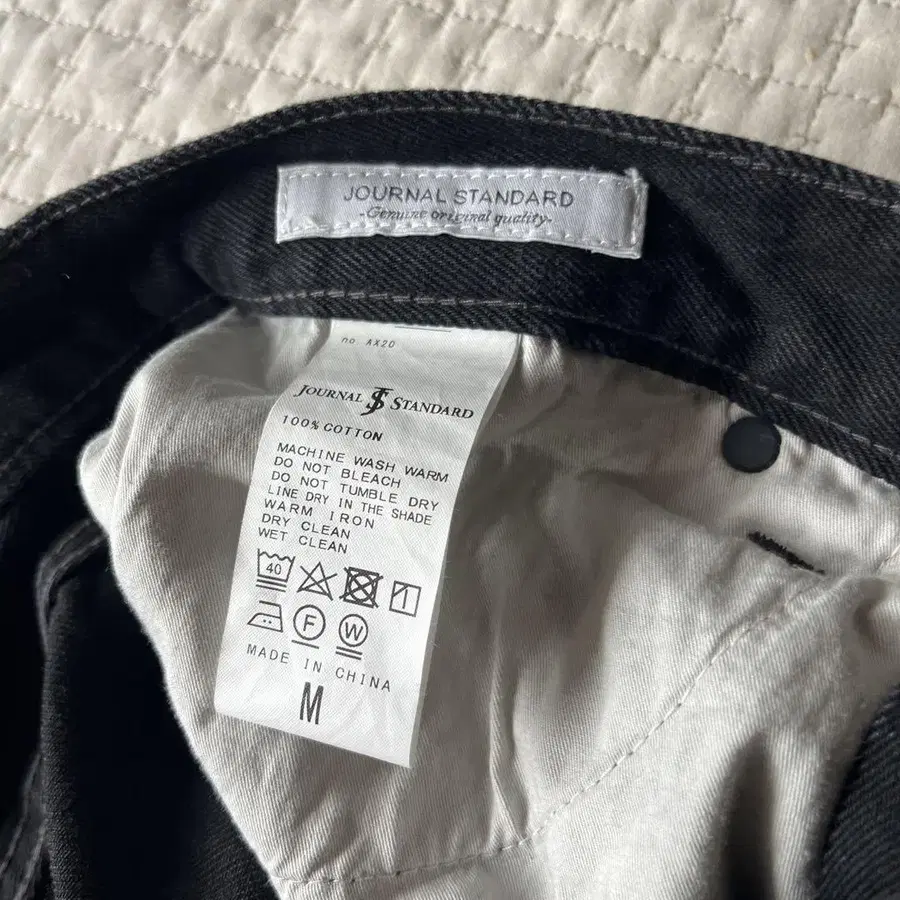 JOURNAL STANDARD
-Genuine original quality-
no AX20
JOURNAL JS STANDARD
100% COTTON
MACHINE WASH WARM
DO NOT BLEACH
DO NOT TUMBLE DRY
LINE DRY IN THE SHADE
WARM IRON
DRY CLEAN
WET CLEAN
40
F W
MADE IN CHINA
M